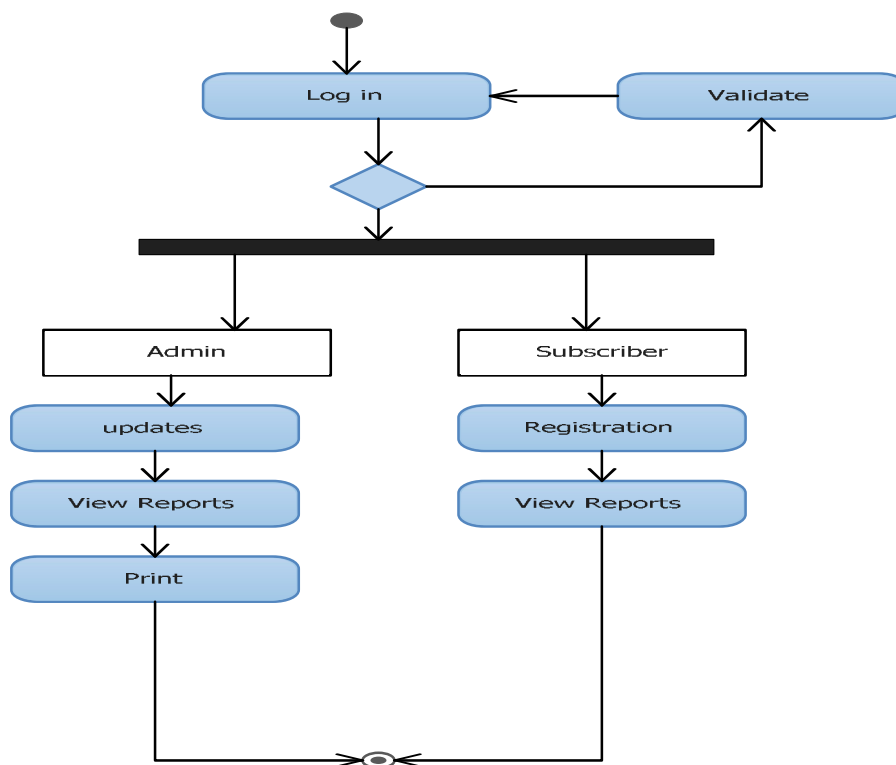 Log in
Validate
Admin
Subscriber
updates
Registration
View Reports
View Reports
Print